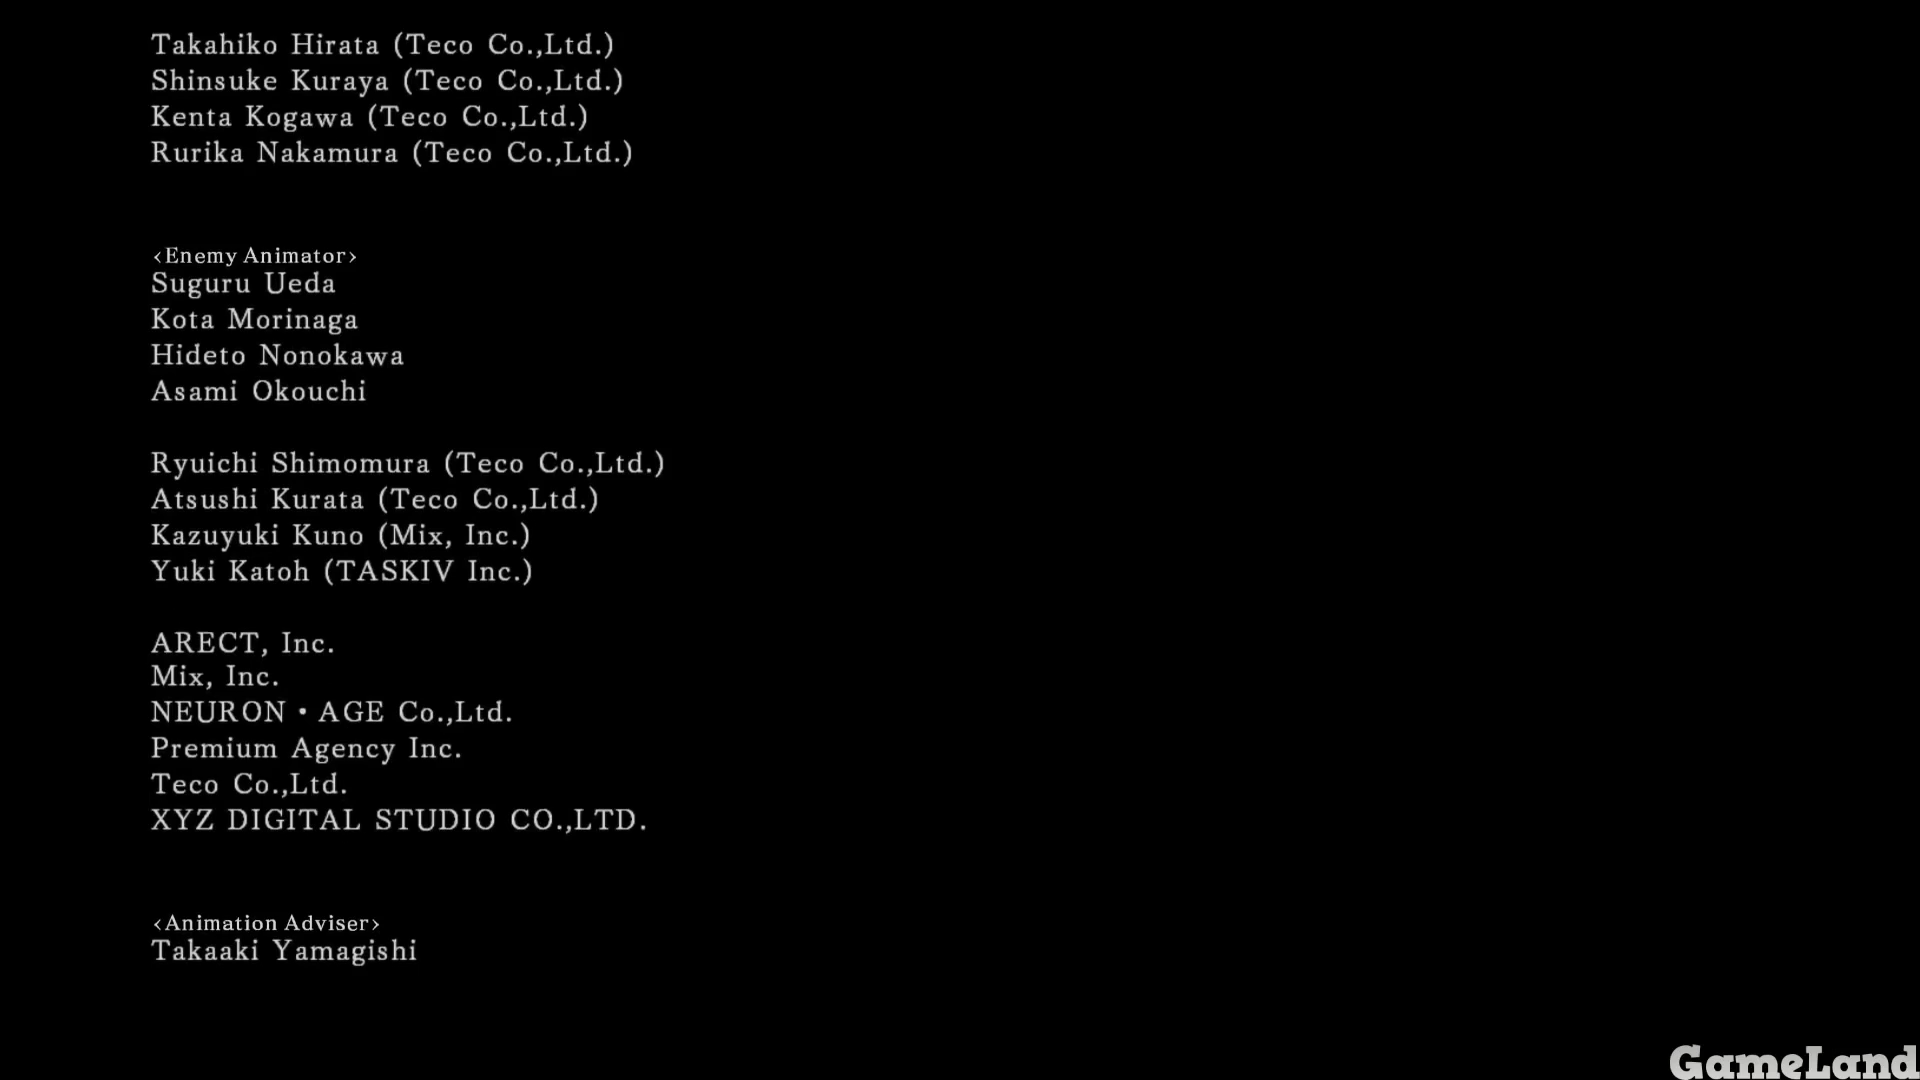 Takahiko Hirata (Teco Co.,Ltd.)
Shinsuke Kuraya (Teco Co.,Ltd.)
Kenta Kogawa (Teco Co.,Ltd.)
Rurika Nakamura (Teco Co.,Ltd.)
‹Enemy Animator›
Suguru Ueda
Kota Morinaga
Hideto Nonokawa
Asami Okouchi
Ryuichi Shimomura (Teco Co.,Ltd.)
Atsushi Kurata (Teco Co.,Ltd.)
Kazuyuki Kuno (Mix, Inc.)
Yuki Katoh (TASKIV Inc.)
ARECT, Inc.
Mix, Inc.
NEURON・AGE Co.,Ltd.
Premium Agency Inc.
Teco Co.,Ltd.
XYZ DIGITAL STUDIO CO.,LTD.
‹Animation Adviser›
Takaaki Yamagishi
GameLand